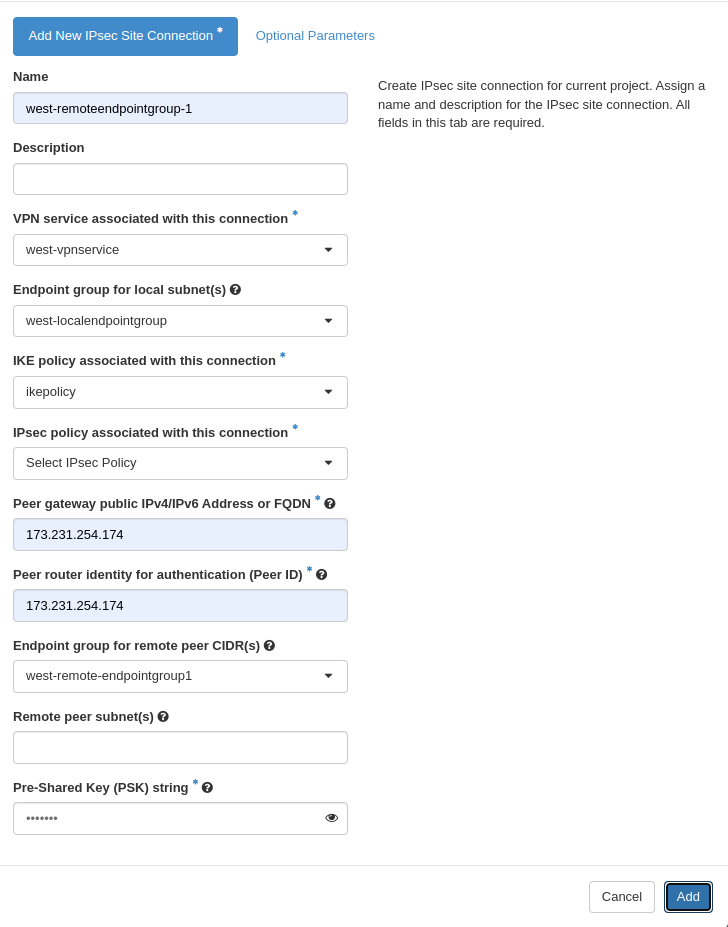 Add New IPsec Site Connection * Optional Parameters
Name
west-remoteendpointgroup-1
Create IPsec site connection for current project. Assign a
name and description for the IPsec site connection. All
fields in this tab are required.
Description
VPN service associated with this connection *
west-vpnservice
Endpoint group for local subnet(s) ?
west-localendpointgroup
IKE policy associated with this connection *
ikepolicy
IPsec policy associated with this connection *
Select IPsec Policy
Peer gateway public IPv4/IPv6 Address or FQDN * ?
173.231.254.174
Peer router identity for authentication (Peer ID) * ?
173.231.254.174
Endpoint group for remote peer CIDR(s) ?
west-remote-endpointgroup1
Remote peer subnet(s) ?
Pre-Shared Key (PSK) string * ?
•••••••
Cancel Add